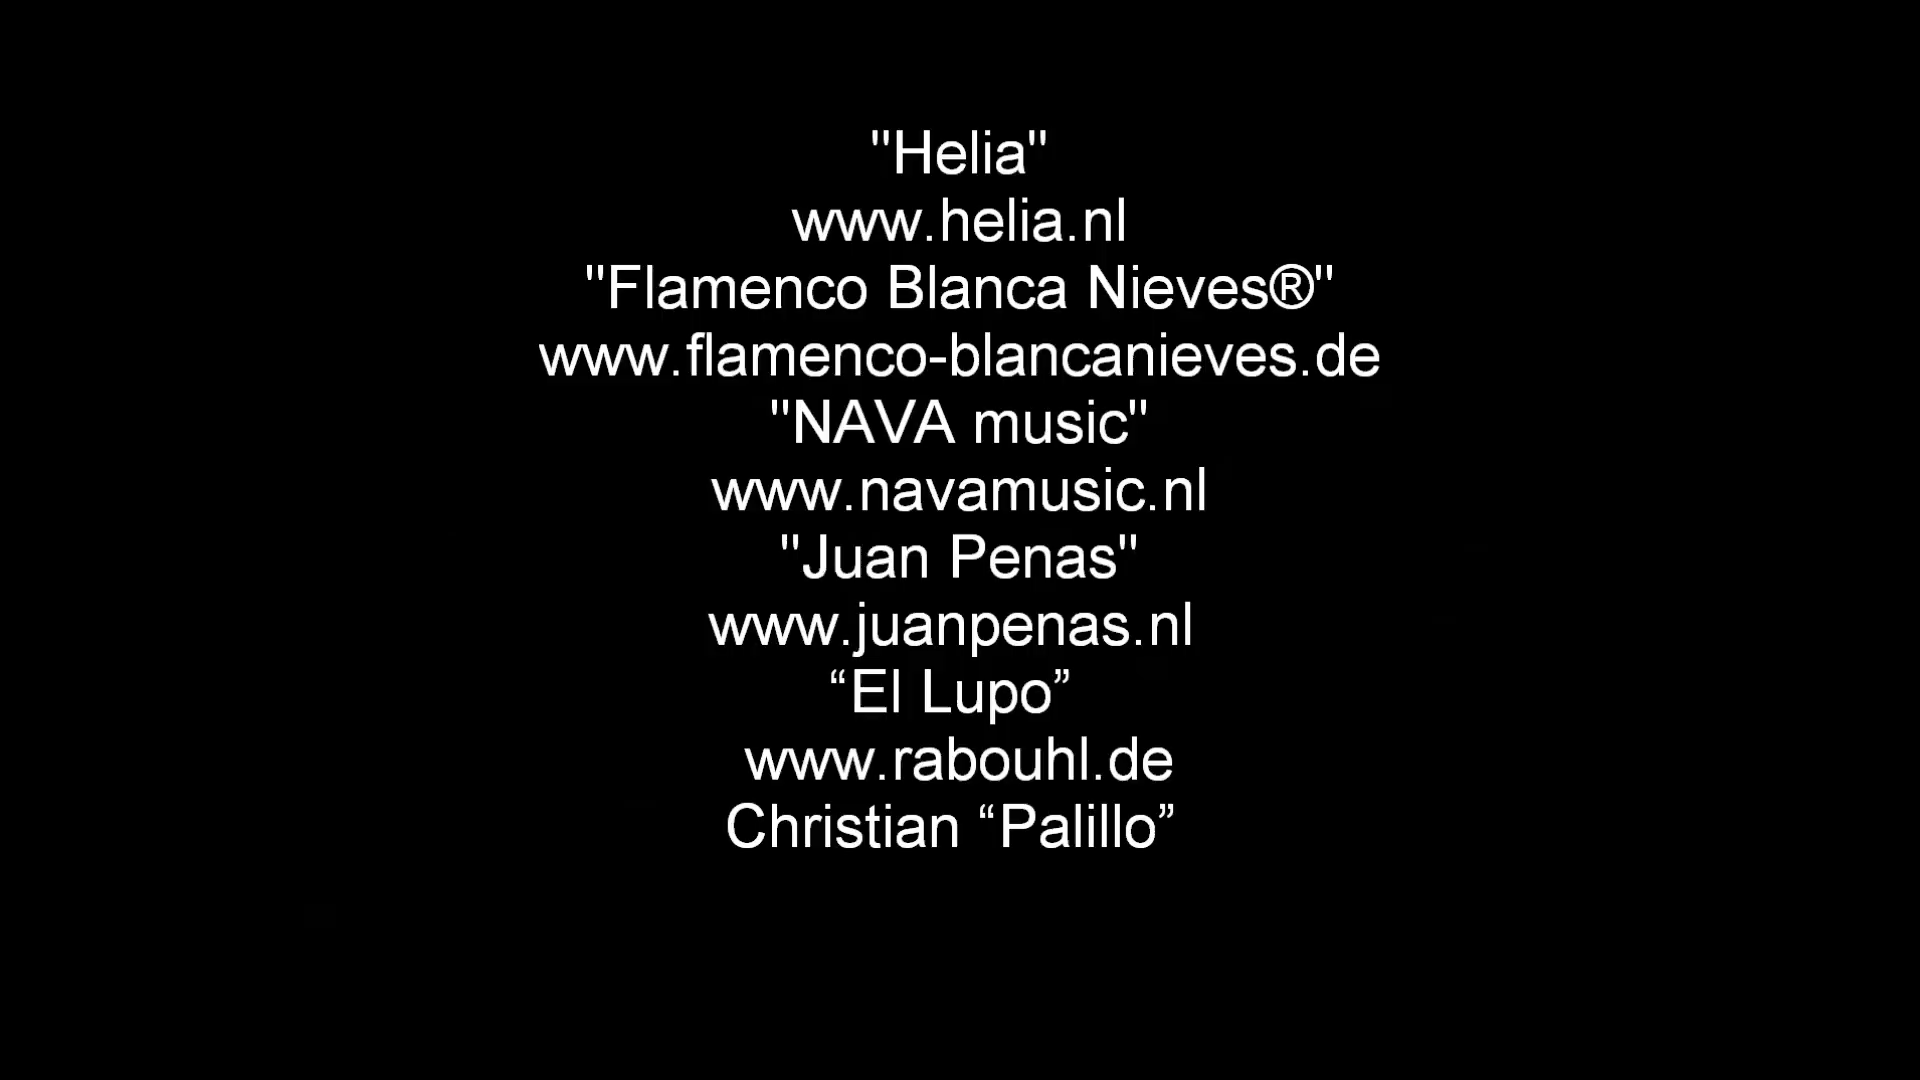 "Helia"
www.helia.nl
"Flamenco Blanca Nieves®"
www.flamenco-blancanieves.de
"NAVA music"
www.navamusic.nl
"Juan Penas"
www.juanpenas.nl
“El Lupo”
www.rabouhl.de
Christian “Palillo”